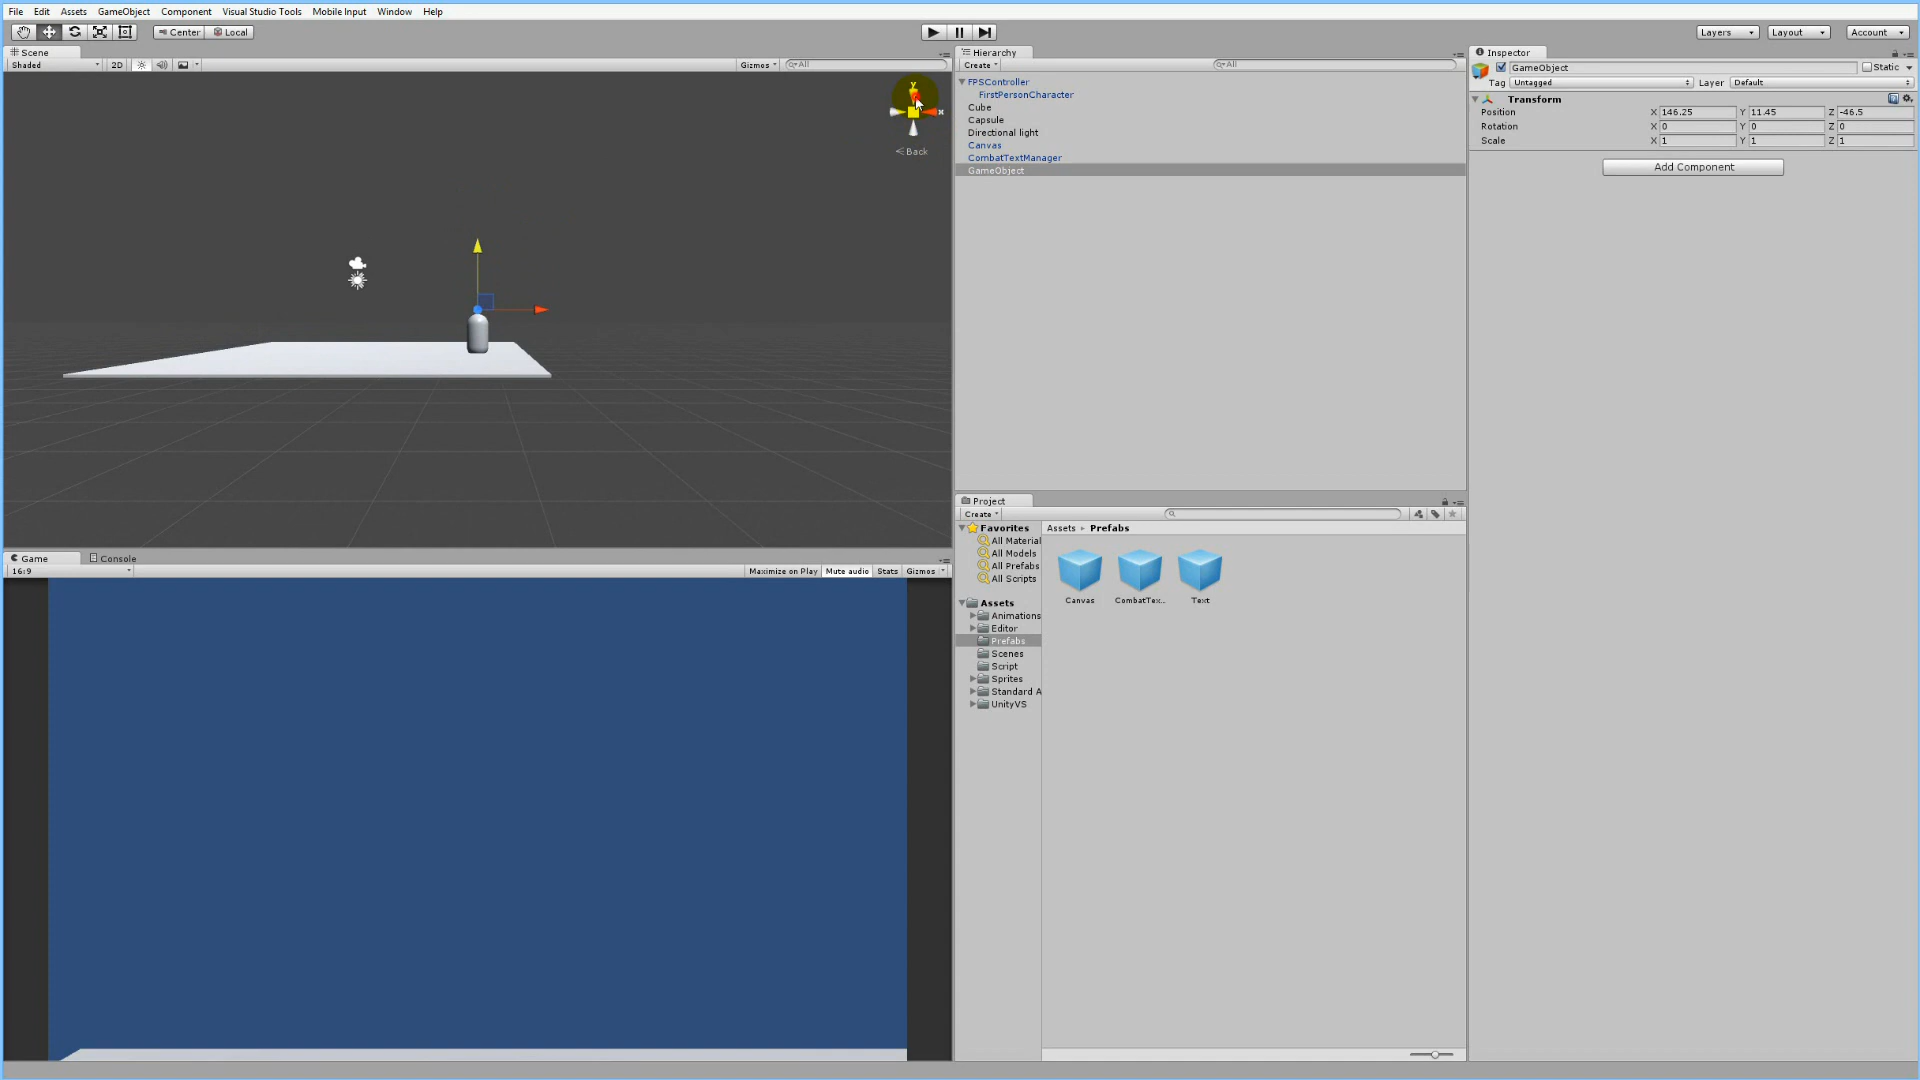 File Edit Assets GameObject Component Visual Studio Tools Mobile Input Window Help
Center Local Layers Layout Account
Scene
Shaded 2D Gizmos All
Y
x
Back
Game Console
16:9 Maximize on Play Mute audio Stats Gizmos
Hierarchy
Create All
FPSController
FirstPersonCharacter
Cube
Capsule
Directional light
Canvas
CombatTextManager
GameObject
Project
Create
Favorites
All Material
All Models
All Prefabs
All Scripts
Assets
Animations
Editor
Prefabs
Scenes
Script
Sprites
Standard A
UnityVS
Assets Prefabs
Canvas CombatTex... Text
Inspector
GameObject Static
Tag Untagged Layer Default
Transform
Position X 146.25 Y 11.45 Z -46.5
Rotation X 0 Y 0 Z 0
Scale X 1 Y 1 Z 1
Add Component